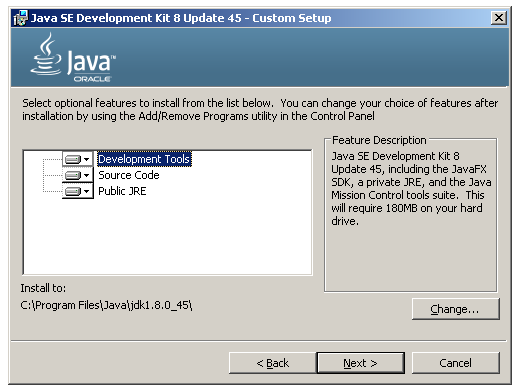 Java SE Development Kit 8 Update 45 - Custom Setup
Java™
ORACLE
Select optional features to install from the list below. You can change your choice of features after
installation by using the Add/Remove Programs utility in the Control Panel
Development Tools
Source Code
Public JRE
Feature Description
Java SE Development Kit 8
Update 45, including the JavaFX
SDK, a private JRE, and the Java
Mission Control tools suite. This
will require 180MB on your hard
drive.
Install to:
C:\Program Files\Java\jdk1.8.0_45\
Change...
< Back
Next >
Cancel